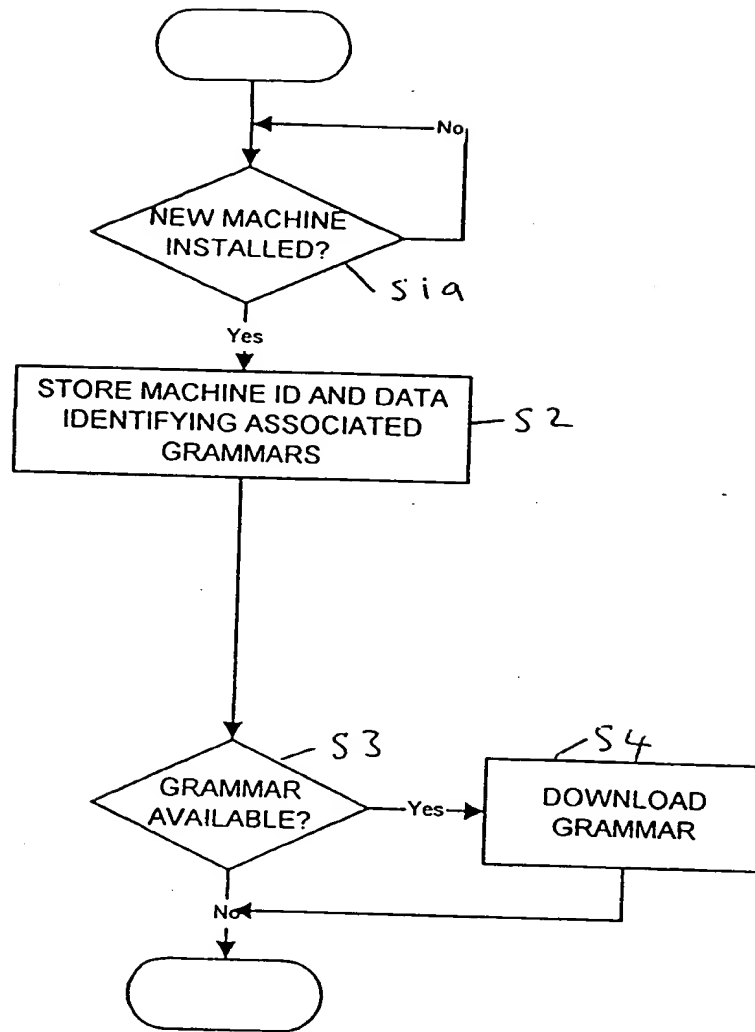 No
NEW MACHINE
INSTALLED?
S1a
Yes
STORE MACHINE ID AND DATA
IDENTIFYING ASSOCIATED
GRAMMARS
S2
S3
GRAMMAR
AVAILABLE?
Yes
S4
DOWNLOAD
GRAMMAR
No